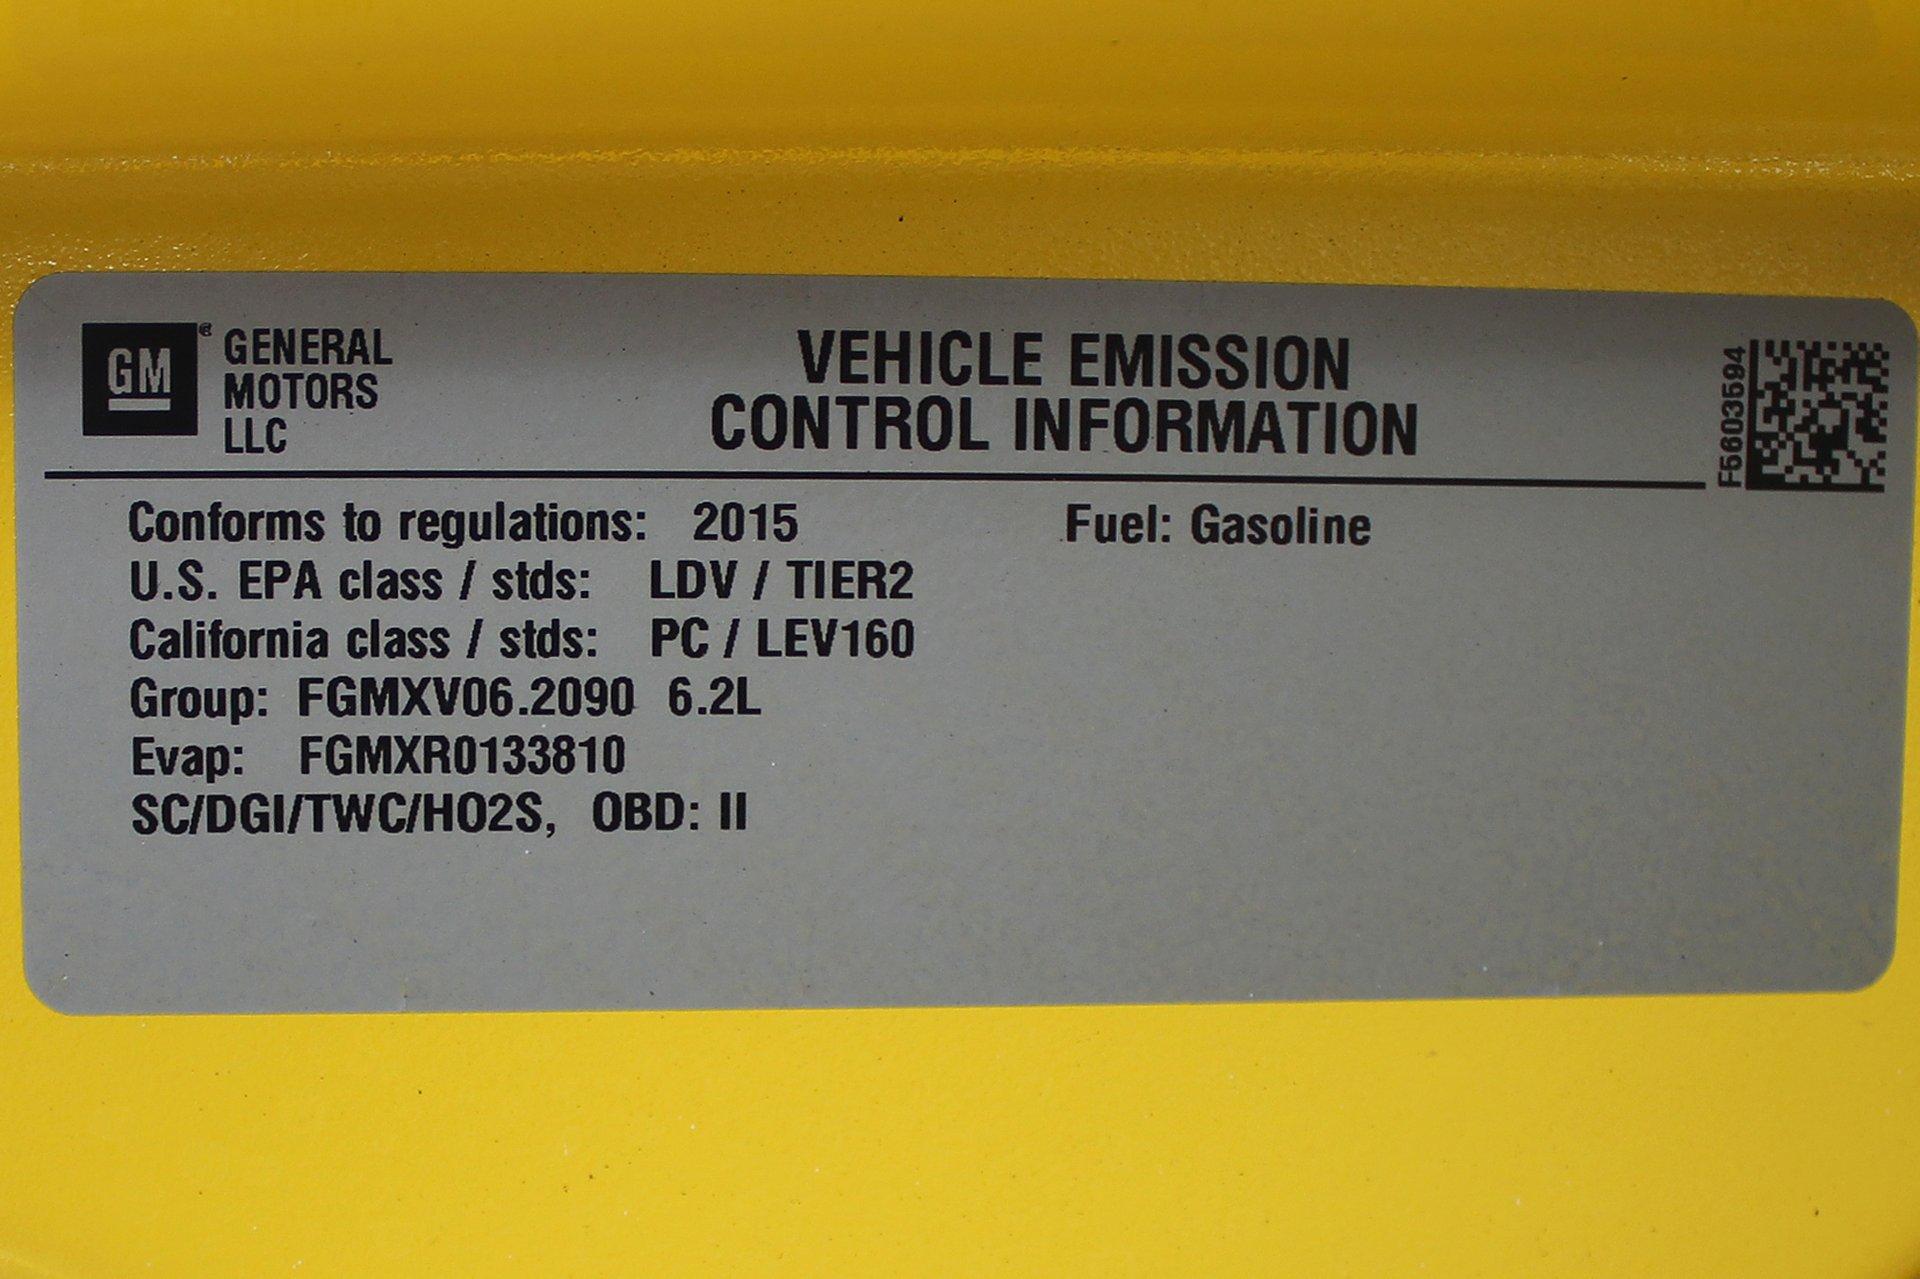 GM®
GENERAL
MOTORS
LLC
VEHICLE EMISSION
CONTROL INFORMATION
F5603594
Conforms to regulations: 2015 Fuel: Gasoline
U.S. EPA class / stds: LDV / TIER2
California class / stds: PC / LEV160
Group: FGMXV06.2090 6.2L
Evap: FGMXR0133810
SC/DGI/TWC/HO2S, OBD: II